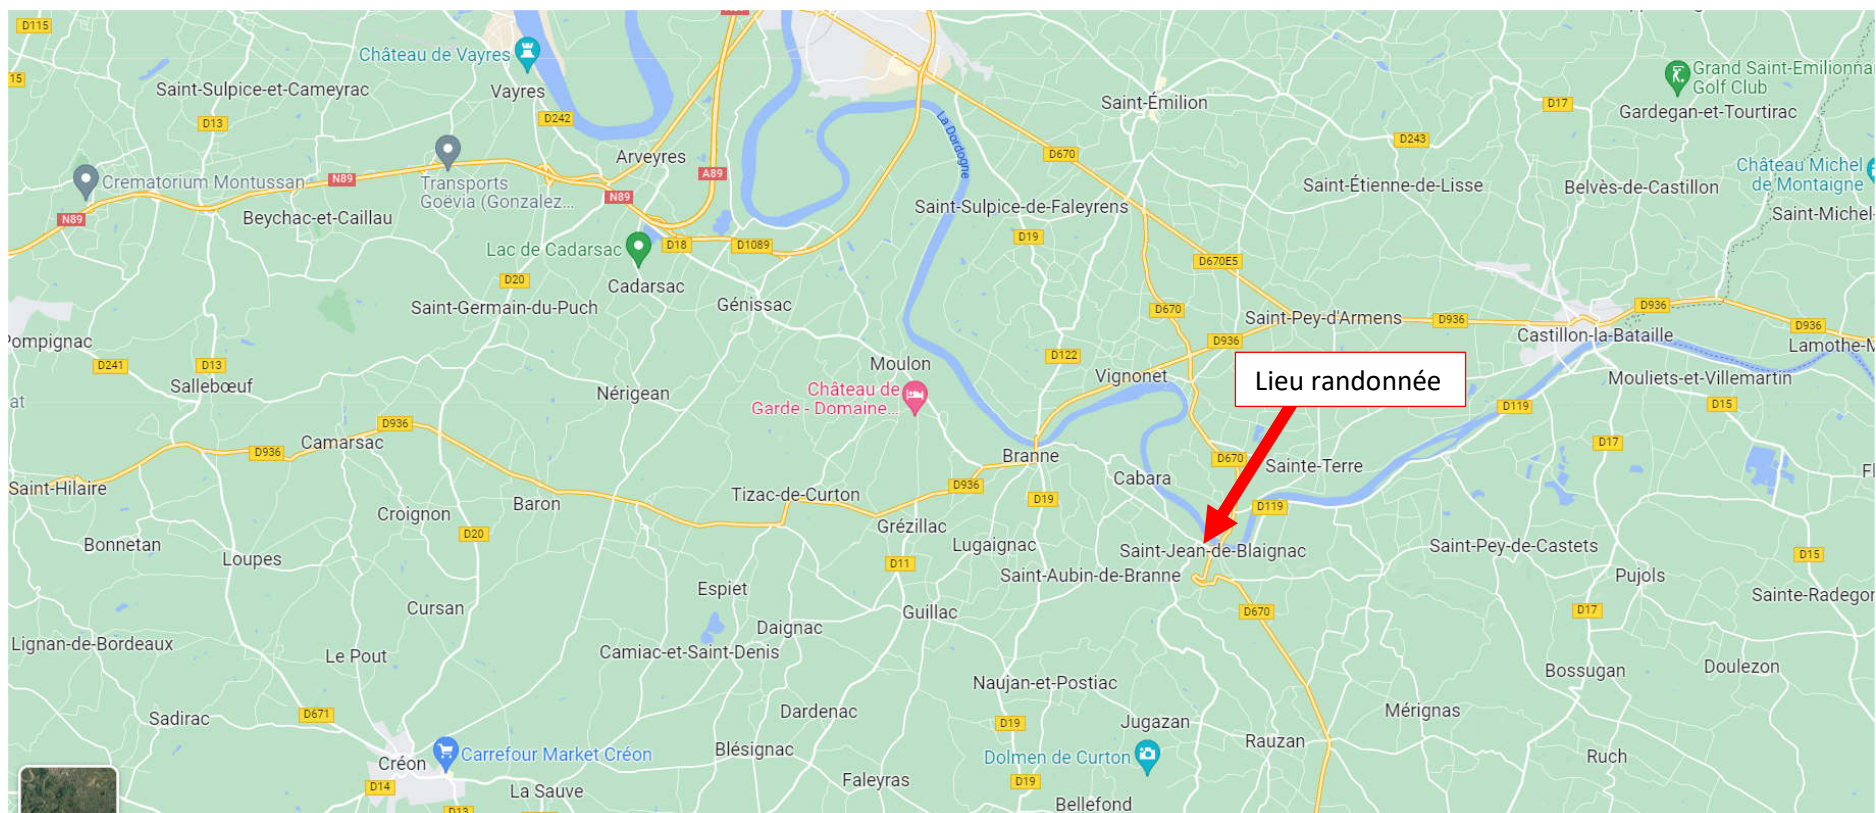 D115
N89
Château de Vayres
15
Saint-Sulpice-et-Cameyrac
Vayres
D13
D242
La Dordogne
Saint-Émilion
D17
Grand Saint-Emilionna
Golf Club
Gardegan-et-Tourtirac
D243
D670
Arveyres
A89
Crematorium Montussan
N89
Transports
Goëvia (Gonzalez...
N89
N89
Beychac-et-Caillau
Saint-Étienne-de-Lisse
Belvès-de-Castillon
Château Michel
de Montaigne
Saint-Michel-
Saint-Sulpice-de-Faleyrens
D19
Lac de Cadarsac
D18
D1089
D670E5
D20
Cadarsac
Saint-Germain-du-Puch
Génissac
D670
Saint-Pey-d'Armens
D936
D936
D936
Castillon-la-Bataille
Lamothe-M
Pompignac
D241
D13
Sallebœuf
D122
D936
Moulon
Vignonet
Lieu randonnée
Mouliets-et-Villemartin
at
Nérigean
Château de
Garde - Domaine...
D119
D15
D936
Camarsac
D936
D17
Branne
D670
Sainte-Terre
Fl
Saint-Hilaire
Baron
Tizac-de-Curton
D936
D19
Cabara
D119
Croignon
D20
Grézillac
Bonnetan
Loupes
Lugaignac
Saint-Jean-de-Blaignac
Saint-Pey-de-Castets
D15
D11
Saint-Aubin-de-Branne
Pujols
Espiet
Cursan
Guillac
D670
D17
Sainte-Radegon
Daignac
Lignan-de-Bordeaux
Le Pout
Camiac-et-Saint-Denis
Bossugan
Doulezon
Naujan-et-Postiac
Sadirac
D671
Dardenac
D19
Jugazan
Mérignas
Rauzan
Créon
Carrefour Market Créon
Blésignac
Dolmen de Curton
Ruch
D14
La Sauve
Faleyras
D19
Bellefond
D13